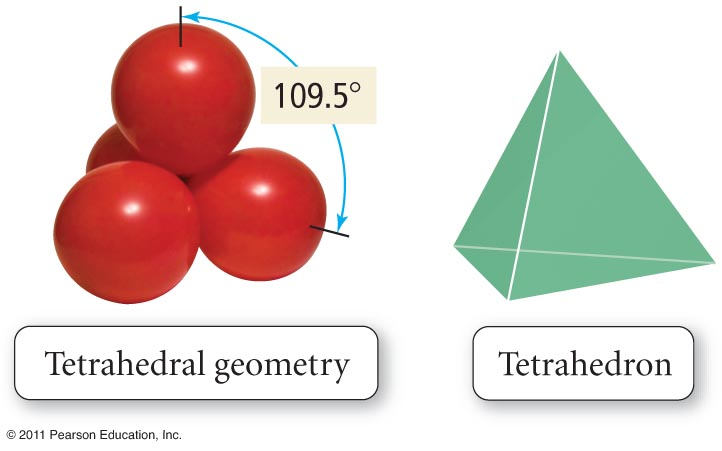 109.5°
Tetrahedral geometry
Tetrahedron
© 2011 Pearson Education, Inc.